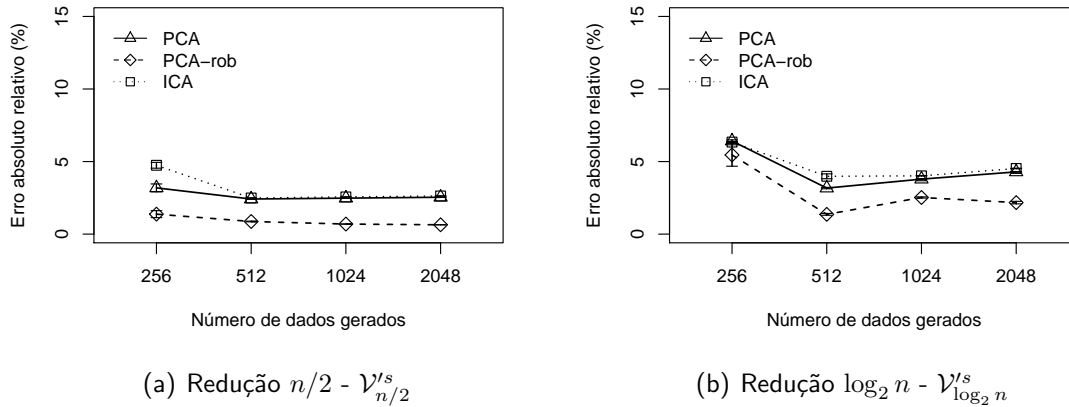 Erro absoluto relativo (%)
15
10
5
0
PCA
PCA−rob
ICA
256 512 1024 2048
Número de dados gerados
(a) Redução n/2 - 𝒱′ˢₙ/₂
Erro absoluto relativo (%)
15
10
5
0
PCA
PCA−rob
ICA
256 512 1024 2048
Número de dados gerados
(b) Redução log₂ n - 𝒱′ˢ_{log₂ n}